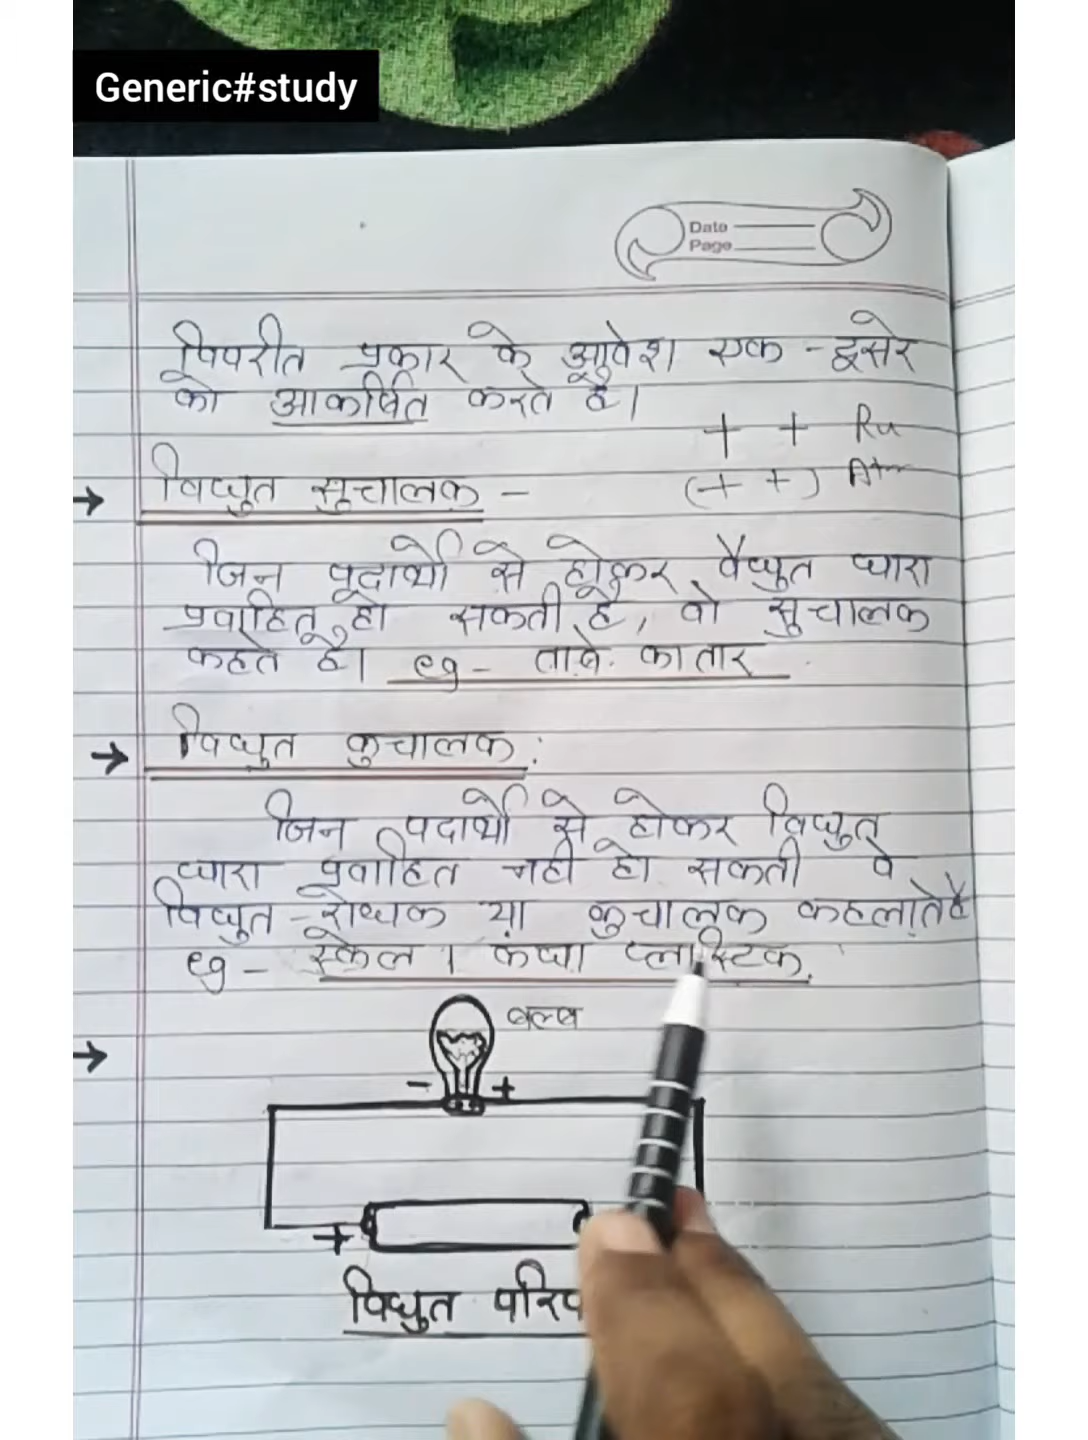 Generic#study
Date
Page
विपरीत प्रकार के आवेश एक - दूसरे
को आकर्षित करते है।
+ + Ru
(+ +)
विधुत सुचालक -
जिन पदार्थो से होकर वैधुत धारा
प्रवाहित हो सकती है, वो सुचालक
कहते है। eg - तांबे का तार
विधुत कुचालक :
जिन पदार्थो से होकर विधुत
धारा प्रवाहित नही हो सकती वे
विधुत - रोधक या कुचालक कहलाते है
eg - स्केल । कंघा प्लास्टिक.
बल्ब
- +
+
विधुत परिप